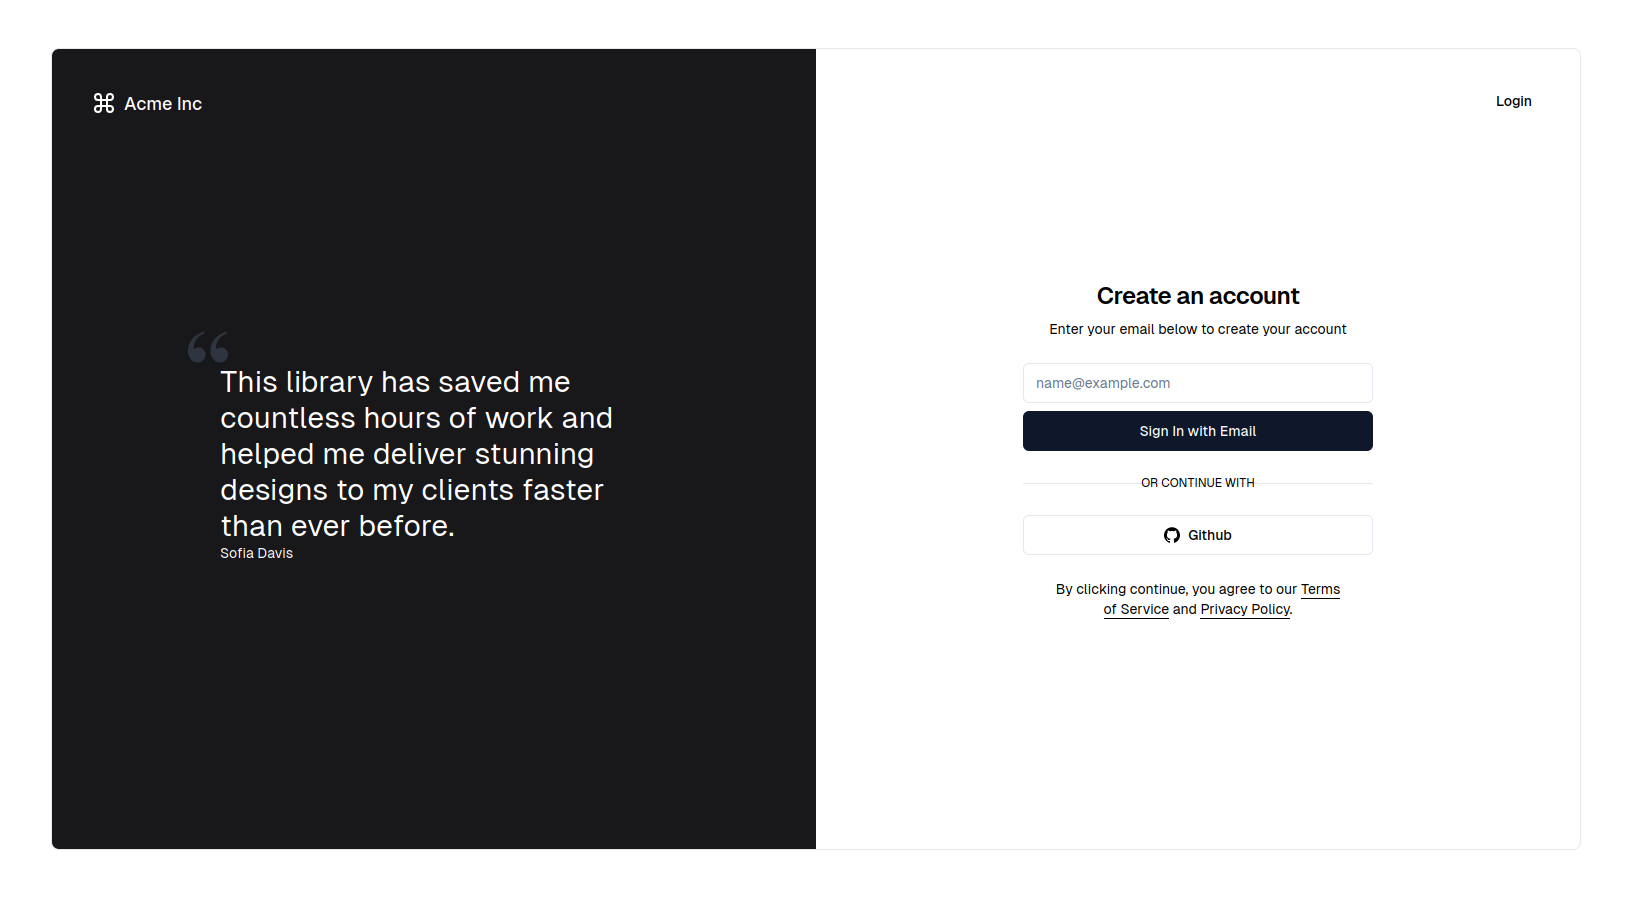 Acme Inc
Login
This library has saved me
countless hours of work and
helped me deliver stunning
designs to my clients faster
than ever before.
Sofia Davis
Create an account
Enter your email below to create your account
name@example.com
Sign In with Email
OR CONTINUE WITH
Github
By clicking continue, you agree to our Terms
of Service and Privacy Policy.